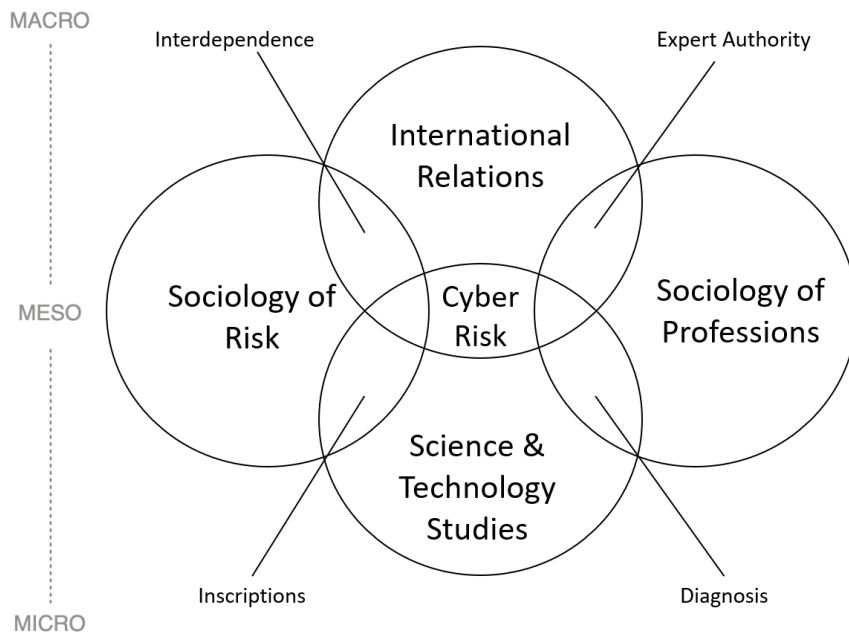 MACRO
Interdependence
Expert Authority
International
Relations
Sociology of
Risk
MESO
Cyber
Risk
Sociology of
Professions
Science &
Technology
Studies
Inscriptions
Diagnosis
MICRO